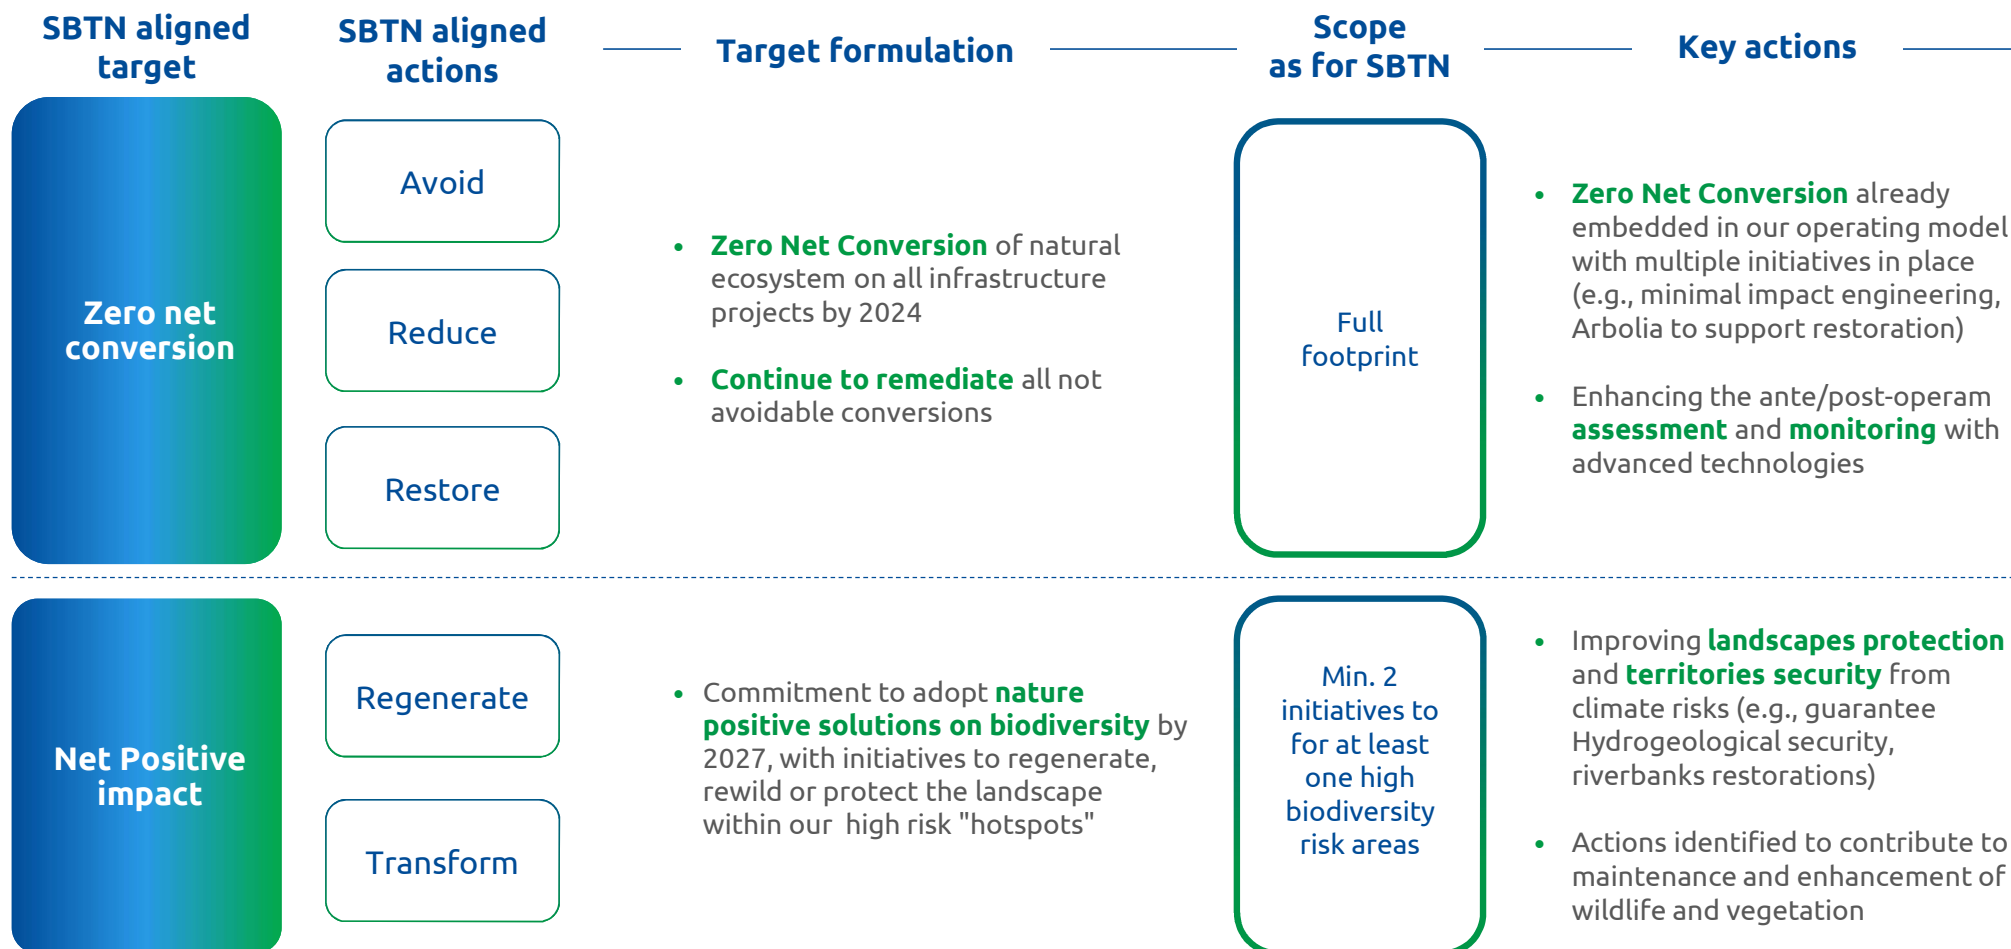 SBTN aligned
target
SBTN aligned
actions
Target formulation
Scope
as for SBTN
Key actions
Zero net
conversion
Avoid
Reduce
Restore
• Zero Net Conversion of natural
ecosystem on all infrastructure
projects by 2024
• Continue to remediate all not
avoidable conversions
Full
footprint
• Zero Net Conversion already
embedded in our operating model
with multiple initiatives in place
(e.g., minimal impact engineering,
Arbolia to support restoration)
• Enhancing the ante/post-operam
assessment and monitoring with
advanced technologies
Net Positive
impact
Regenerate
Transform
• Commitment to adopt nature
positive solutions on biodiversity by
2027, with initiatives to regenerate,
rewild or protect the landscape
within our high risk "hotspots"
Min. 2
initiatives to
for at least
one high
biodiversity
risk areas
• Improving landscapes protection
and territories security from
climate risks (e.g., guarantee
Hydrogeological security,
riverbanks restorations)
• Actions identified to contribute to
maintenance and enhancement of
wildlife and vegetation